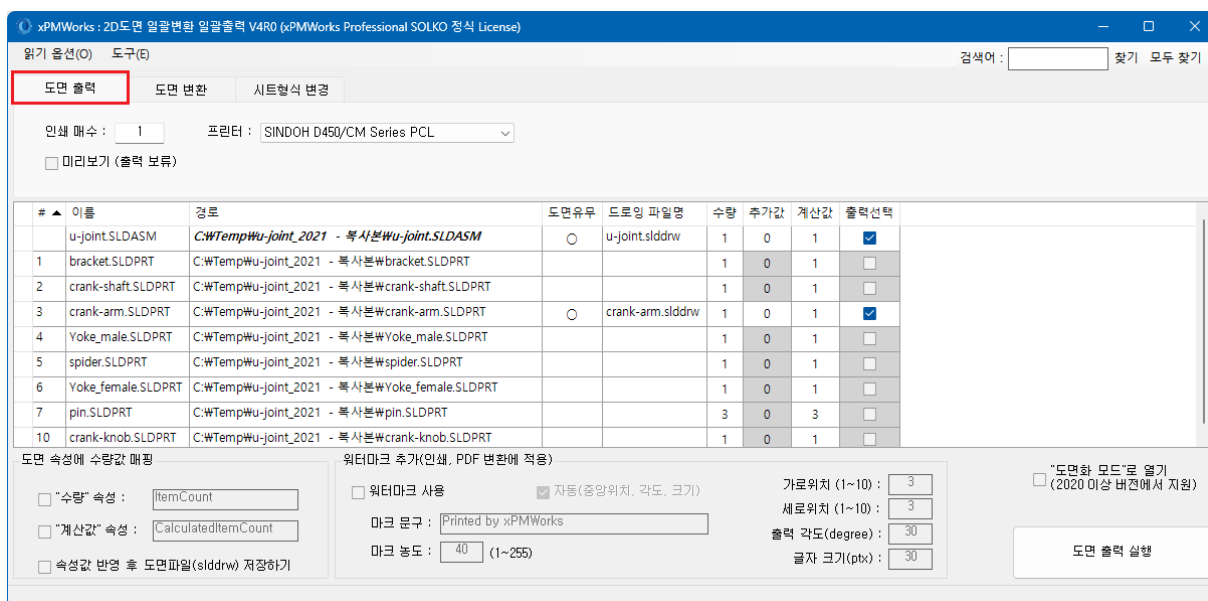 xPMWorks : 2D도면 일괄변환 일괄출력 V4R0 (xPMWorks Professional SOLKO 정식 License)
읽기 옵션(O) 도구(E) 검색어 : 찾기 모두 찾기
도면 출력 도면 변환 시트형식 변경
인쇄 매수 : 1 프린터 : SINDOH D450/CM Series PCL
미리보기 (출력 보류)
# 이름 경로 도면유무 드로잉 파일명 수량 추가값 계산값 출력선택
u-joint.SLDASM C:₩Temp₩u-joint_2021 - 복사본₩u-joint.SLDASM ○ u-joint.slddrw 1 0 1
1 bracket.SLDPRT C:₩Temp₩u-joint_2021 - 복사본₩bracket.SLDPRT 1 0 1
2 crank-shaft.SLDPRT C:₩Temp₩u-joint_2021 - 복사본₩crank-shaft.SLDPRT 1 0 1
3 crank-arm.SLDPRT C:₩Temp₩u-joint_2021 - 복사본₩crank-arm.SLDPRT ○ crank-arm.slddrw 1 0 1
4 Yoke_male.SLDPRT C:₩Temp₩u-joint_2021 - 복사본₩Yoke_male.SLDPRT 1 0 1
5 spider.SLDPRT C:₩Temp₩u-joint_2021 - 복사본₩spider.SLDPRT 1 0 1
6 Yoke_female.SLDPRT C:₩Temp₩u-joint_2021 - 복사본₩Yoke_female.SLDPRT 1 0 1
7 pin.SLDPRT C:₩Temp₩u-joint_2021 - 복사본₩pin.SLDPRT 3 0 3
10 crank-knob.SLDPRT C:₩Temp₩u-joint_2021 - 복사본₩crank-knob.SLDPRT 1 0 1
도면 속성에 수량값 매핑
"수량" 속성 : ItemCount
"계산값" 속성 : CalculatedItemCount
속성값 반영 후 도면파일(slddrw) 저장하기
워터마크 추가(인쇄, PDF 변환에 적용)
워터마크 사용 자동(중앙위치, 각도, 크기)
마크 문구 : Printed by xPMWorks
마크 농도 : 40 (1~255)
가로위치 (1~10) : 3
세로위치 (1~10) : 3
출력 각도(degree) : 30
글자 크기(ptx) : 30
"도면화 모드"로 열기
(2020 이상 버전에서 지원)
도면 출력 실행